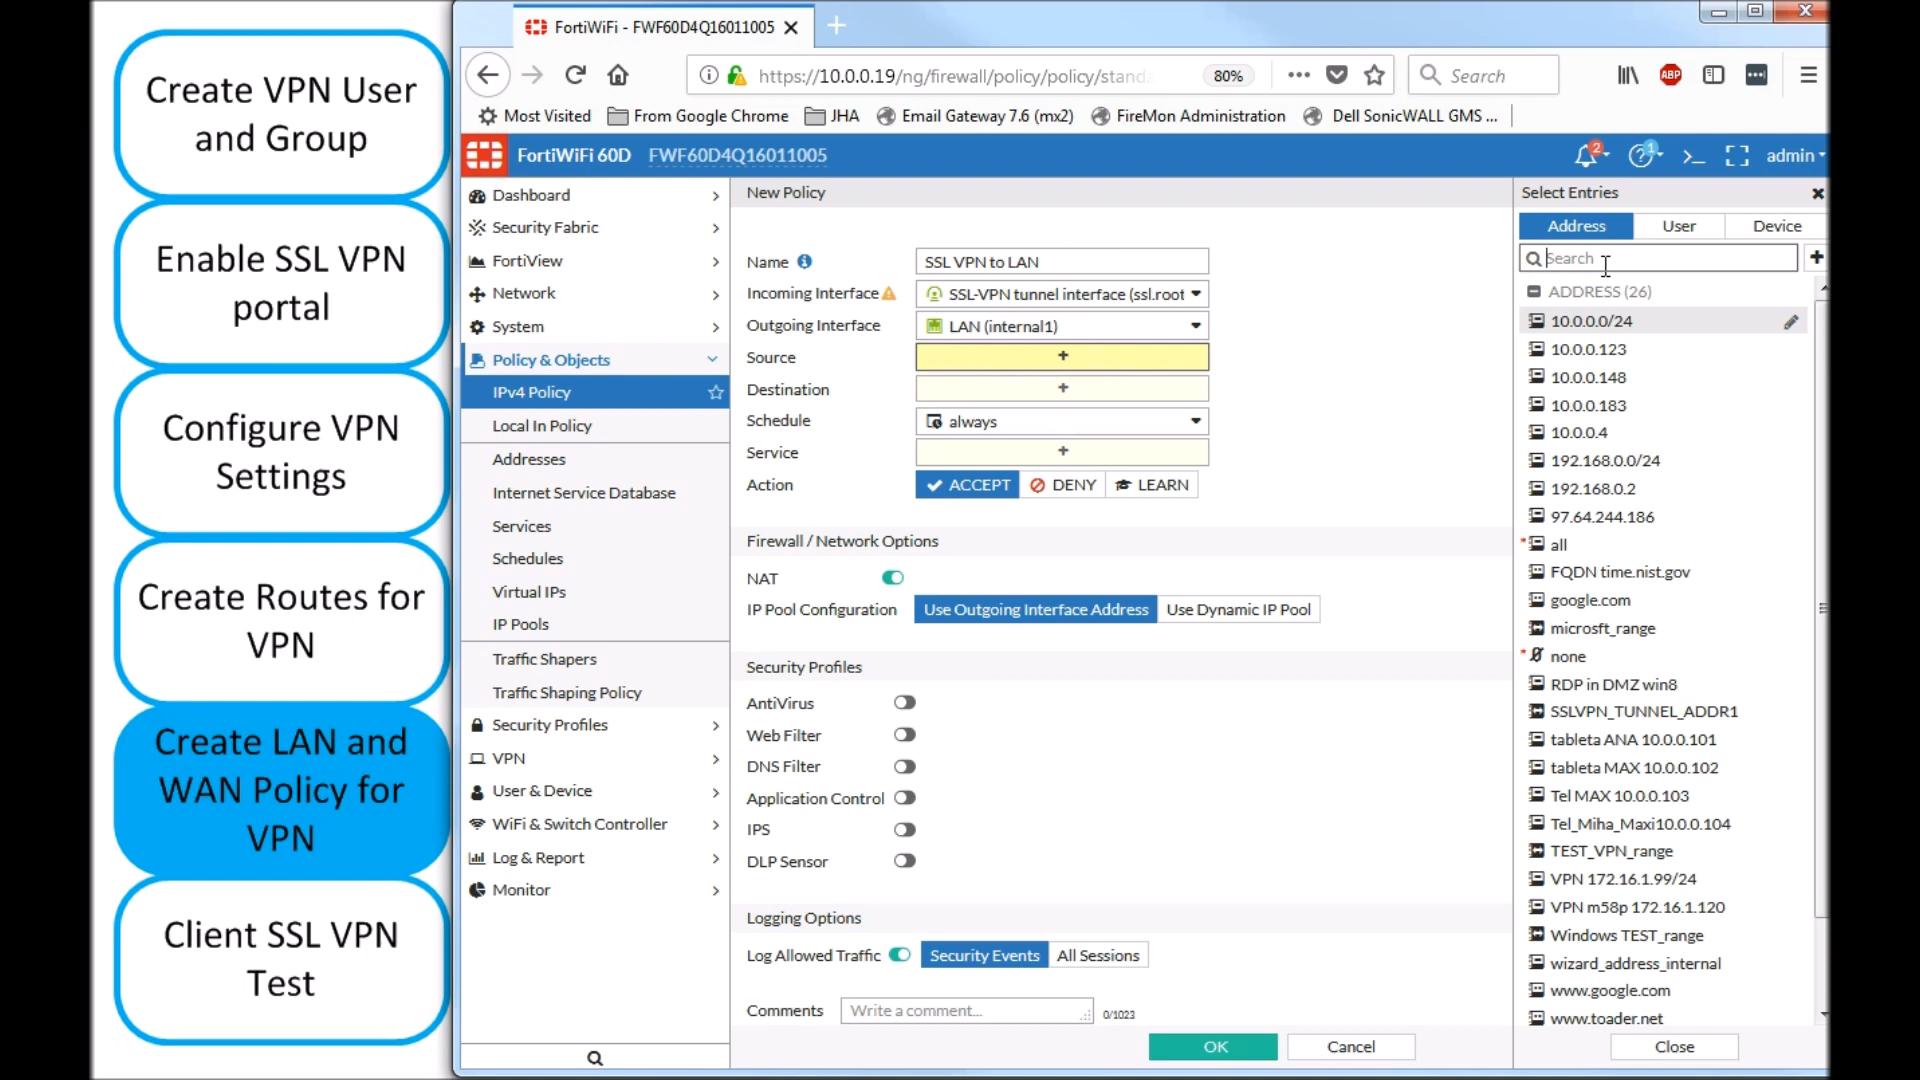 Create VPN User
and Group
Enable SSL VPN
portal
Configure VPN
Settings
Create Routes for
VPN
Create LAN and
WAN Policy for
VPN
Client SSL VPN
Test
FortiWiFi - FWF60D4Q16011005
https://10.0.0.19/ng/firewall/policy/policy/standa
80%
Search
ABP
Most Visited
From Google Chrome
JHA
Email Gateway 7.6 (mx2)
FireMon Administration
Dell SonicWALL GMS ...
FortiWiFi 60D
FWF60D4Q16011005
2
1
admin
Dashboard
Security Fabric
FortiView
Network
System
Policy & Objects
IPv4 Policy
Local In Policy
Addresses
Internet Service Database
Services
Schedules
Virtual IPs
IP Pools
Traffic Shapers
Traffic Shaping Policy
Security Profiles
VPN
User & Device
WiFi & Switch Controller
Log & Report
Monitor
New Policy
Name
SSL VPN to LAN
Incoming Interface
SSL-VPN tunnel interface (ssl.root
Outgoing Interface
LAN (internal1)
Source
+
Destination
+
Schedule
always
Service
+
Action
ACCEPT
DENY
LEARN
Firewall / Network Options
NAT
IP Pool Configuration
Use Outgoing Interface Address
Use Dynamic IP Pool
Security Profiles
AntiVirus
Web Filter
DNS Filter
Application Control
IPS
DLP Sensor
Logging Options
Log Allowed Traffic
Security Events
All Sessions
Comments
Write a comment...
0/1023
OK
Cancel
Select Entries
Address
User
Device
Search
ADDRESS (26)
10.0.0.0/24
10.0.0.123
10.0.0.148
10.0.0.183
10.0.0.4
192.168.0.0/24
192.168.0.2
97.64.244.186
all
FQDN time.nist.gov
google.com
microsft_range
none
RDP in DMZ win8
SSLVPN_TUNNEL_ADDR1
tableta ANA 10.0.0.101
tableta MAX 10.0.0.102
Tel MAX 10.0.0.103
Tel_Miha_Maxi10.0.0.104
TEST_VPN_range
VPN 172.16.1.99/24
VPN m58p 172.16.1.120
Windows TEST_range
wizard_address_internal
www.google.com
www.toader.net
Close